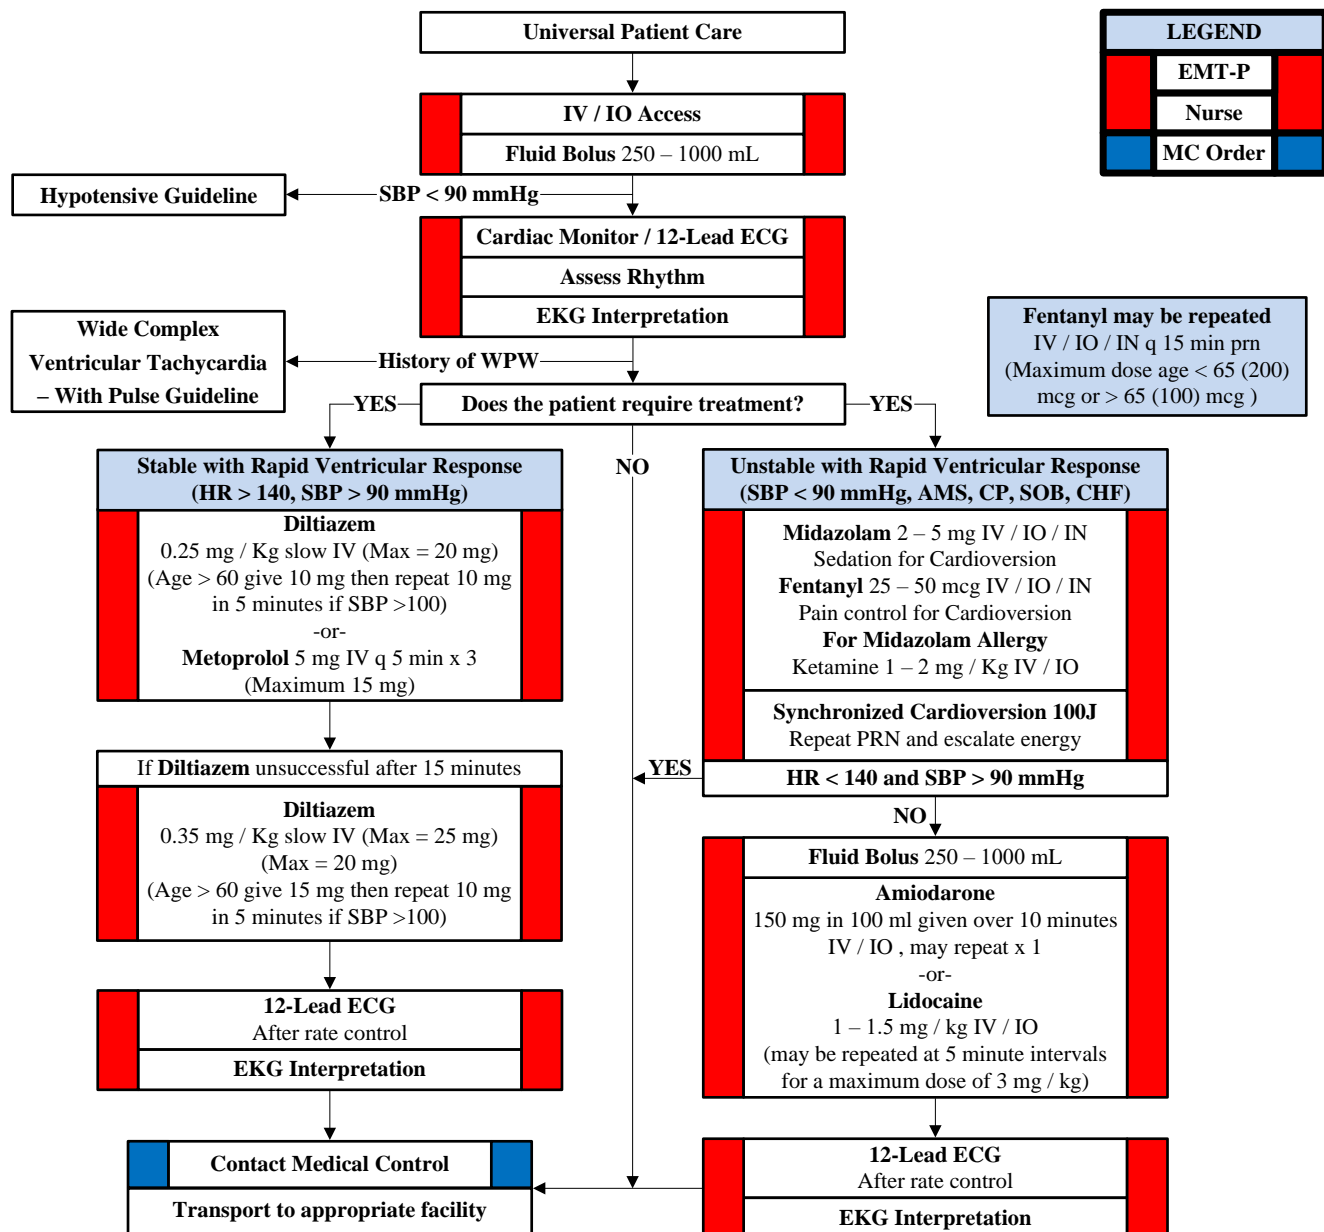 Universal Patient Care
LEGEND
EMT-P
Nurse
MC Order
IV / IO Access
Fluid Bolus 250 – 1000 mL
Hypotensive Guideline
SBP < 90 mmHg
Cardiac Monitor / 12-Lead ECG
Assess Rhythm
EKG Interpretation
Wide Complex
Ventricular Tachycardia
– With Pulse Guideline
History of WPW
Fentanyl may be repeated
IV / IO / IN q 15 min prn
(Maximum dose age < 65 (200)
mcg or > 65 (100) mcg )
YES
Does the patient require treatment?
YES
NO
Stable with Rapid Ventricular Response
(HR > 140, SBP > 90 mmHg)
Diltiazem
0.25 mg / Kg slow IV (Max = 20 mg)
(Age > 60 give 10 mg then repeat 10 mg
in 5 minutes if SBP >100)
-or-
Metoprolol 5 mg IV q 5 min x 3
(Maximum 15 mg)
If Diltiazem unsuccessful after 15 minutes
Diltiazem
0.35 mg / Kg slow IV (Max = 25 mg)
(Max = 20 mg)
(Age > 60 give 15 mg then repeat 10 mg
in 5 minutes if SBP >100)
12-Lead ECG
After rate control
EKG Interpretation
Contact Medical Control
Transport to appropriate facility
Unstable with Rapid Ventricular Response
(SBP < 90 mmHg, AMS, CP, SOB, CHF)
Midazolam 2 – 5 mg IV / IO / IN
Sedation for Cardioversion
Fentanyl 25 – 50 mcg IV / IO / IN
Pain control for Cardioversion
For Midazolam Allergy
Ketamine 1 – 2 mg / Kg IV / IO
Synchronized Cardioversion 100J
Repeat PRN and escalate energy
YES
HR < 140 and SBP > 90 mmHg
NO
Fluid Bolus 250 – 1000 mL
Amiodarone
150 mg in 100 ml given over 10 minutes
IV / IO , may repeat x 1
-or-
Lidocaine
1 – 1.5 mg / kg IV / IO
(may be repeated at 5 minute intervals
for a maximum dose of 3 mg / kg)
12-Lead ECG
After rate control
EKG Interpretation